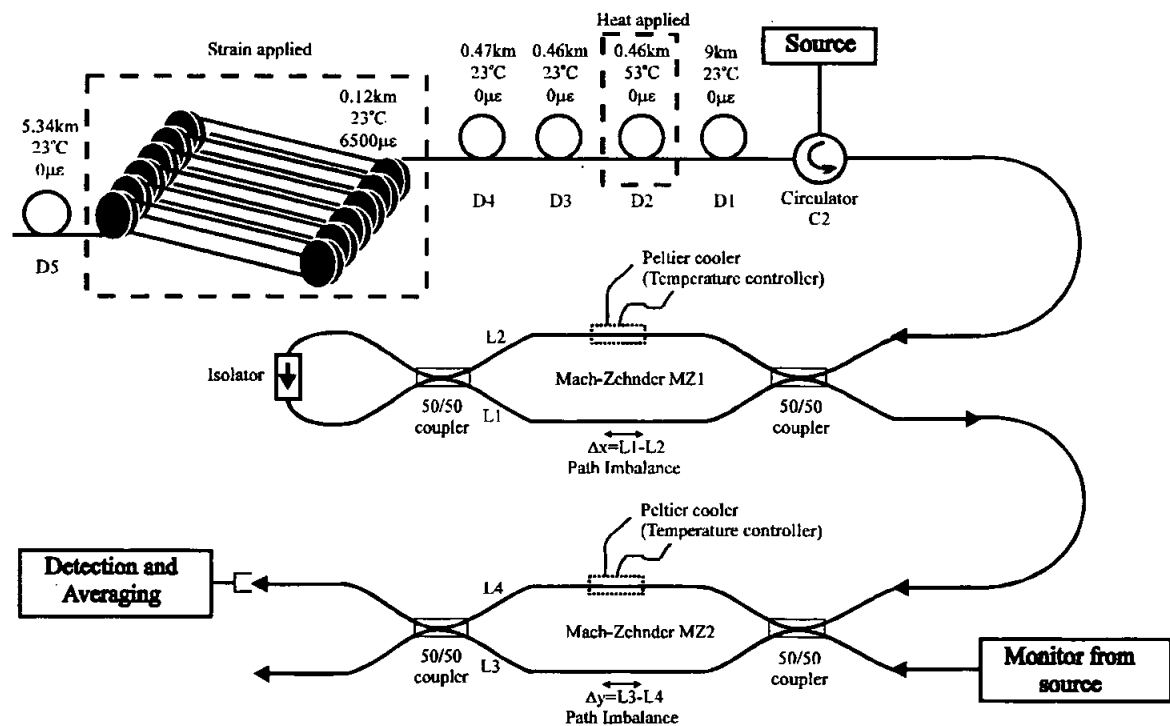 Heat applied
Strain applied
Source
0.47km
23°C
0με
0.46km
23°C
0με
0.46km
53°C
0με
9km
23°C
0με
0.12km
23°C
6500με
5.34km
23°C
0με
D5
D4
D3
D2
D1
Circulator
C2
Peltier cooler
(Temperature controller)
L2
Isolator
Mach-Zehnder MZ1
50/50
coupler
L1
50/50
coupler
Δx=L1-L2
Path Imbalance
Peltier cooler
(Temperature controller)
Detection and
Averaging
L4
Mach-Zehnder MZ2
50/50
coupler
L3
50/50
coupler
Monitor from
source
Δy=L3-L4
Path Imbalance